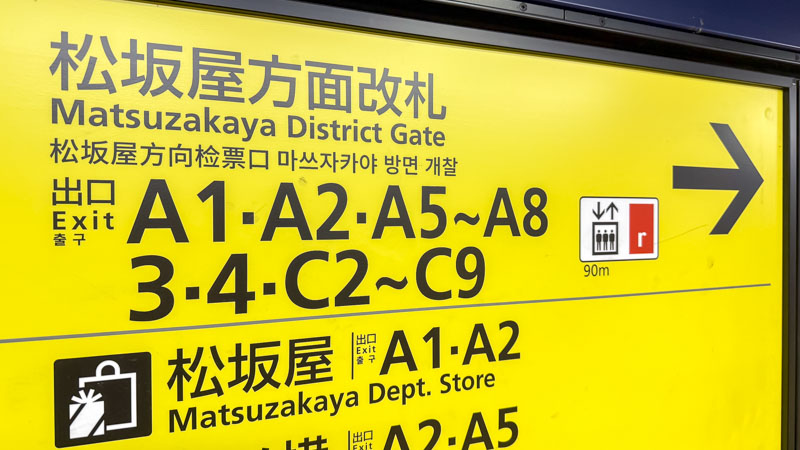 松坂屋方面改札
Matsuzakaya District Gate
松坂屋方向检票口 마쓰자카야 방면 개찰
出口 Exit 출구 A1·A2·A5~A8
3·4·C2~C9
r
90m
松坂屋 出口 Exit 출구 A1·A2
Matsuzakaya Dept. Store
出口 Exit A2·A5